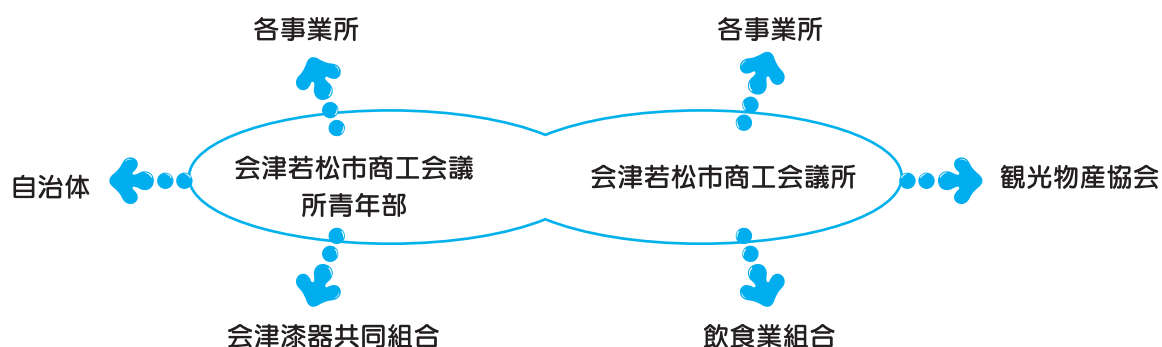 各事業所
各事業所
会津若松市商工会議
所青年部
会津若松市商工会議所
自治体
観光物産協会
会津漆器共同組合
飲食業組合